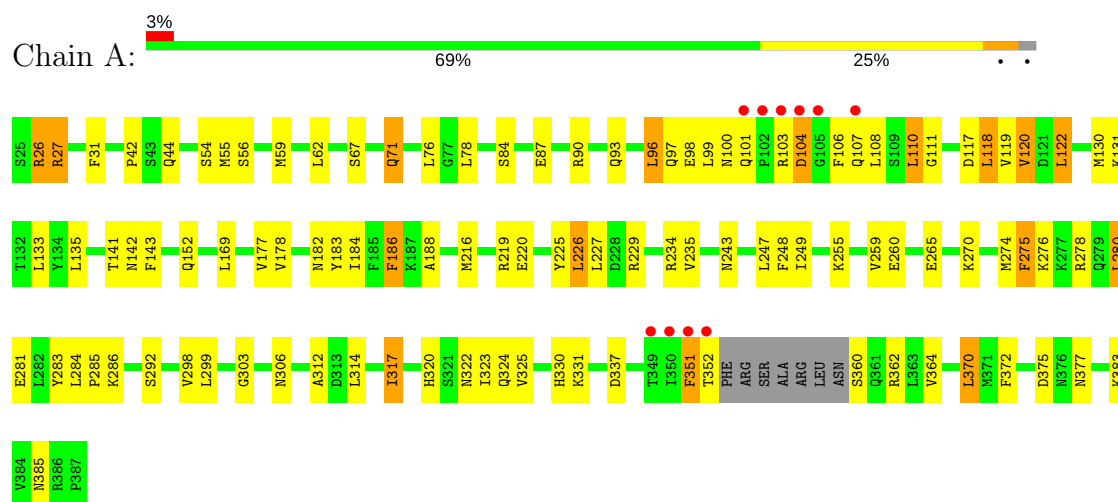 3%
Chain A:
69% 25% • •
S25 R26 R27 F31 P42 S43 Q44 S54 M55 S56 M59 L62 S67 Q71 L76 G77 L78 S84 E87 R90 Q93 L96 Q97 E98 L99 N100 Q101 P102 R103 D104 G105 F106 Q107 L108 S109 L110 G111 D117 L118 V119 V120 D121 L122 M130 K131
T132 L133 Y134 L135 T141 N142 F143 Q152 L169 V177 V178 N182 Y183 I184 F185 F186 K187 A188 M216 R219 E220 Y225 L226 L227 D228 R229 R234 V235 N243 L247 F248 I249 K255 V259 E260 E265 K270 M274 F275 K276 K277 R278 Q279 L280
E281 L282 Y283 L284 P285 K286 S292 V298 L299 G303 N306 A312 D313 L314 I317 H320 S321 N322 I323 Q324 V325 H330 K331 D337 T349 I350 F351 T352 PHE ARG SER ALA ARG LEU ASN S360 Q361 R362 L363 V364 L370 M371 F372 D375 N376 N377 K383
V384 N385 R386 P387